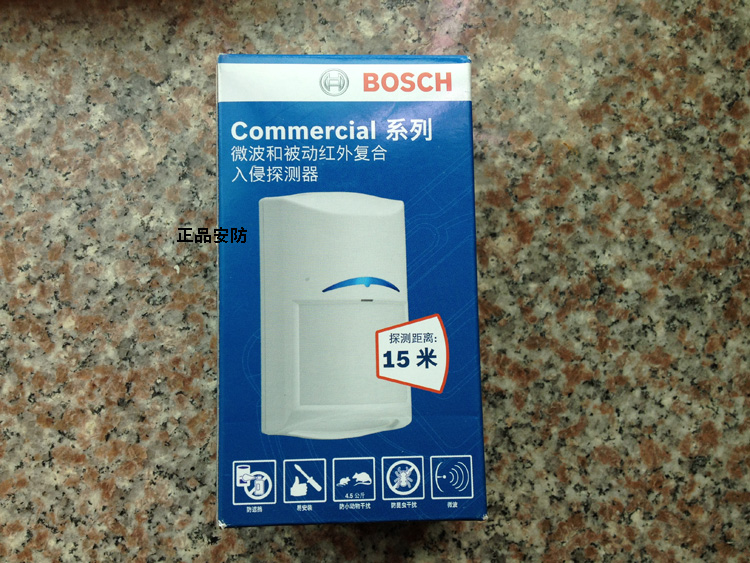 BOSCH
Commercial 系列
微波和被动红外复合
入侵探测器
正品安防
探测距离:
15 米
4.5 公斤
防遮挡
易安装
防小动物干扰
防昆虫干扰
微波